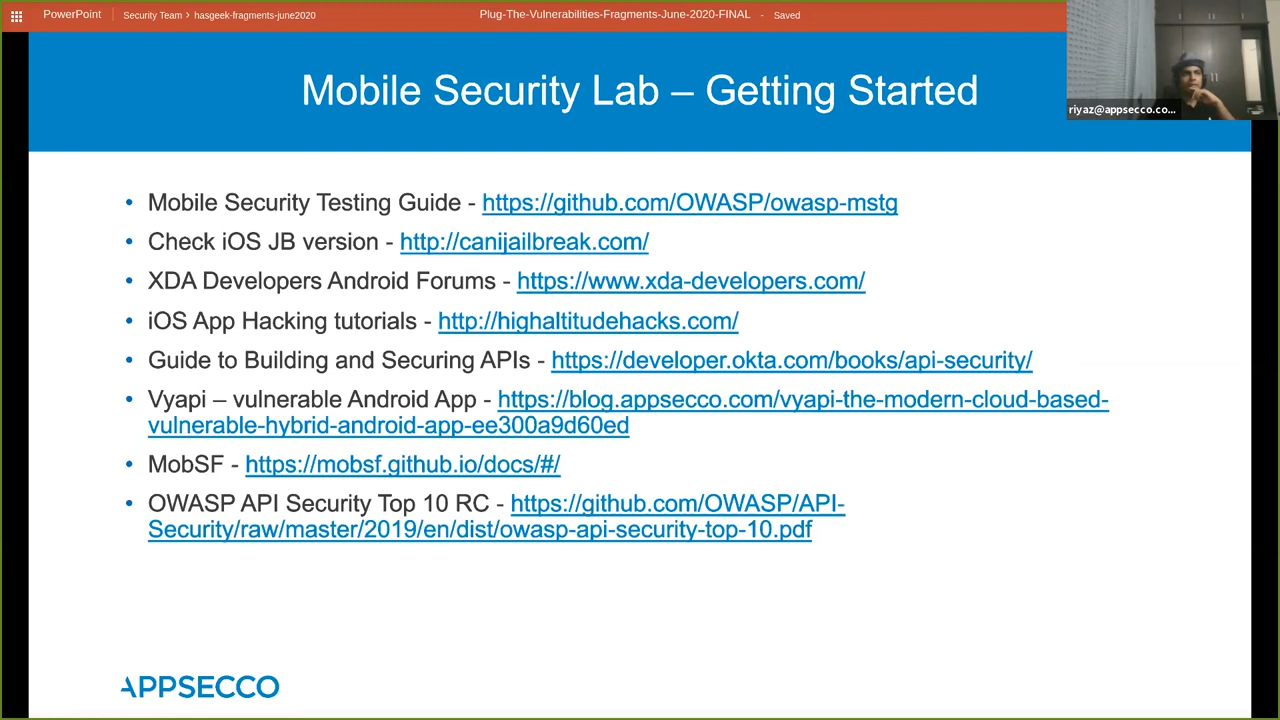 PowerPoint
Security Team > hasgeek-fragments-june2020
Plug-The-Vulnerabilities-Fragments-June-2020-FINAL - Saved
riyaz@appsecco.co...
Mobile Security Lab – Getting Started
• Mobile Security Testing Guide - https://github.com/OWASP/owasp-mstg
• Check iOS JB version - http://canijailbreak.com/
• XDA Developers Android Forums - https://www.xda-developers.com/
• iOS App Hacking tutorials - http://highaltitudehacks.com/
• Guide to Building and Securing APIs - https://developer.okta.com/books/api-security/
• Vyapi – vulnerable Android App - https://blog.appsecco.com/vyapi-the-modern-cloud-based-
vulnerable-hybrid-android-app-ee300a9d60ed
• MobSF - https://mobsf.github.io/docs/#/
• OWASP API Security Top 10 RC - https://github.com/OWASP/API-
Security/raw/master/2019/en/dist/owasp-api-security-top-10.pdf
APPSECCO